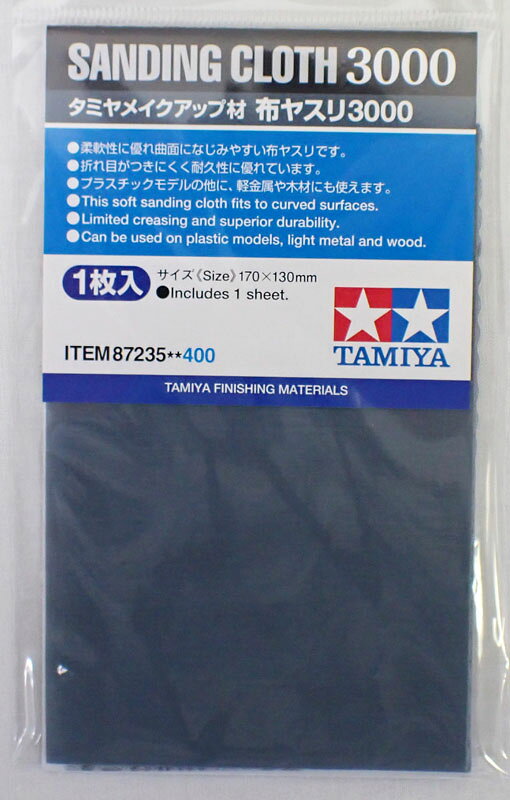 SANDING CLOTH 3000
タミヤメイクアップ材 布ヤスリ3000
●柔軟性に優れ曲面になじみやすい布ヤスリです。
●折れ目がつきにくく耐久性に優れています。
●プラスチックモデルの他に、軽金属や木材にも使えます。
●This soft sanding cloth fits to curved surfaces.
●Limited creasing and superior durability.
●Can be used on plastic models, light metal and wood.
1枚入 サイズ《Size》170×130mm
●Includes 1 sheet.
TAMIYA
ITEM 87235**400
TAMIYA FINISHING MATERIALS